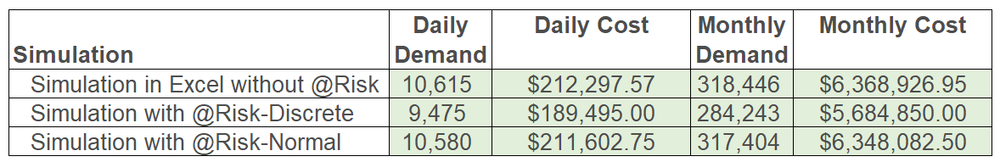 Simulation Daily Demand Daily Cost Monthly Demand Monthly Cost
Simulation in Excel without @Risk 10,615 $212,297.57 318,446 $6,368,926.95
Simulation with @Risk-Discrete 9,475 $189,495.00 284,243 $5,684,850.00
Simulation with @Risk-Normal 10,580 $211,602.75 317,404 $6,348,082.50